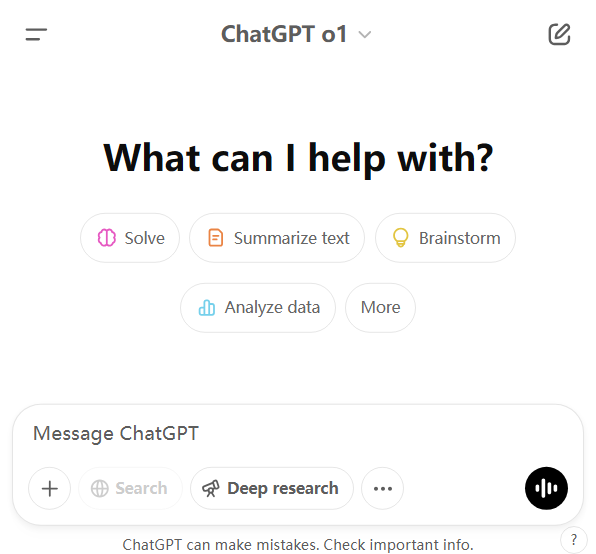 ChatGPT o1
What can I help with?
Solve Summarize text Brainstorm
Analyze data More
Message ChatGPT
Search Deep research
ChatGPT can make mistakes. Check important info. ?